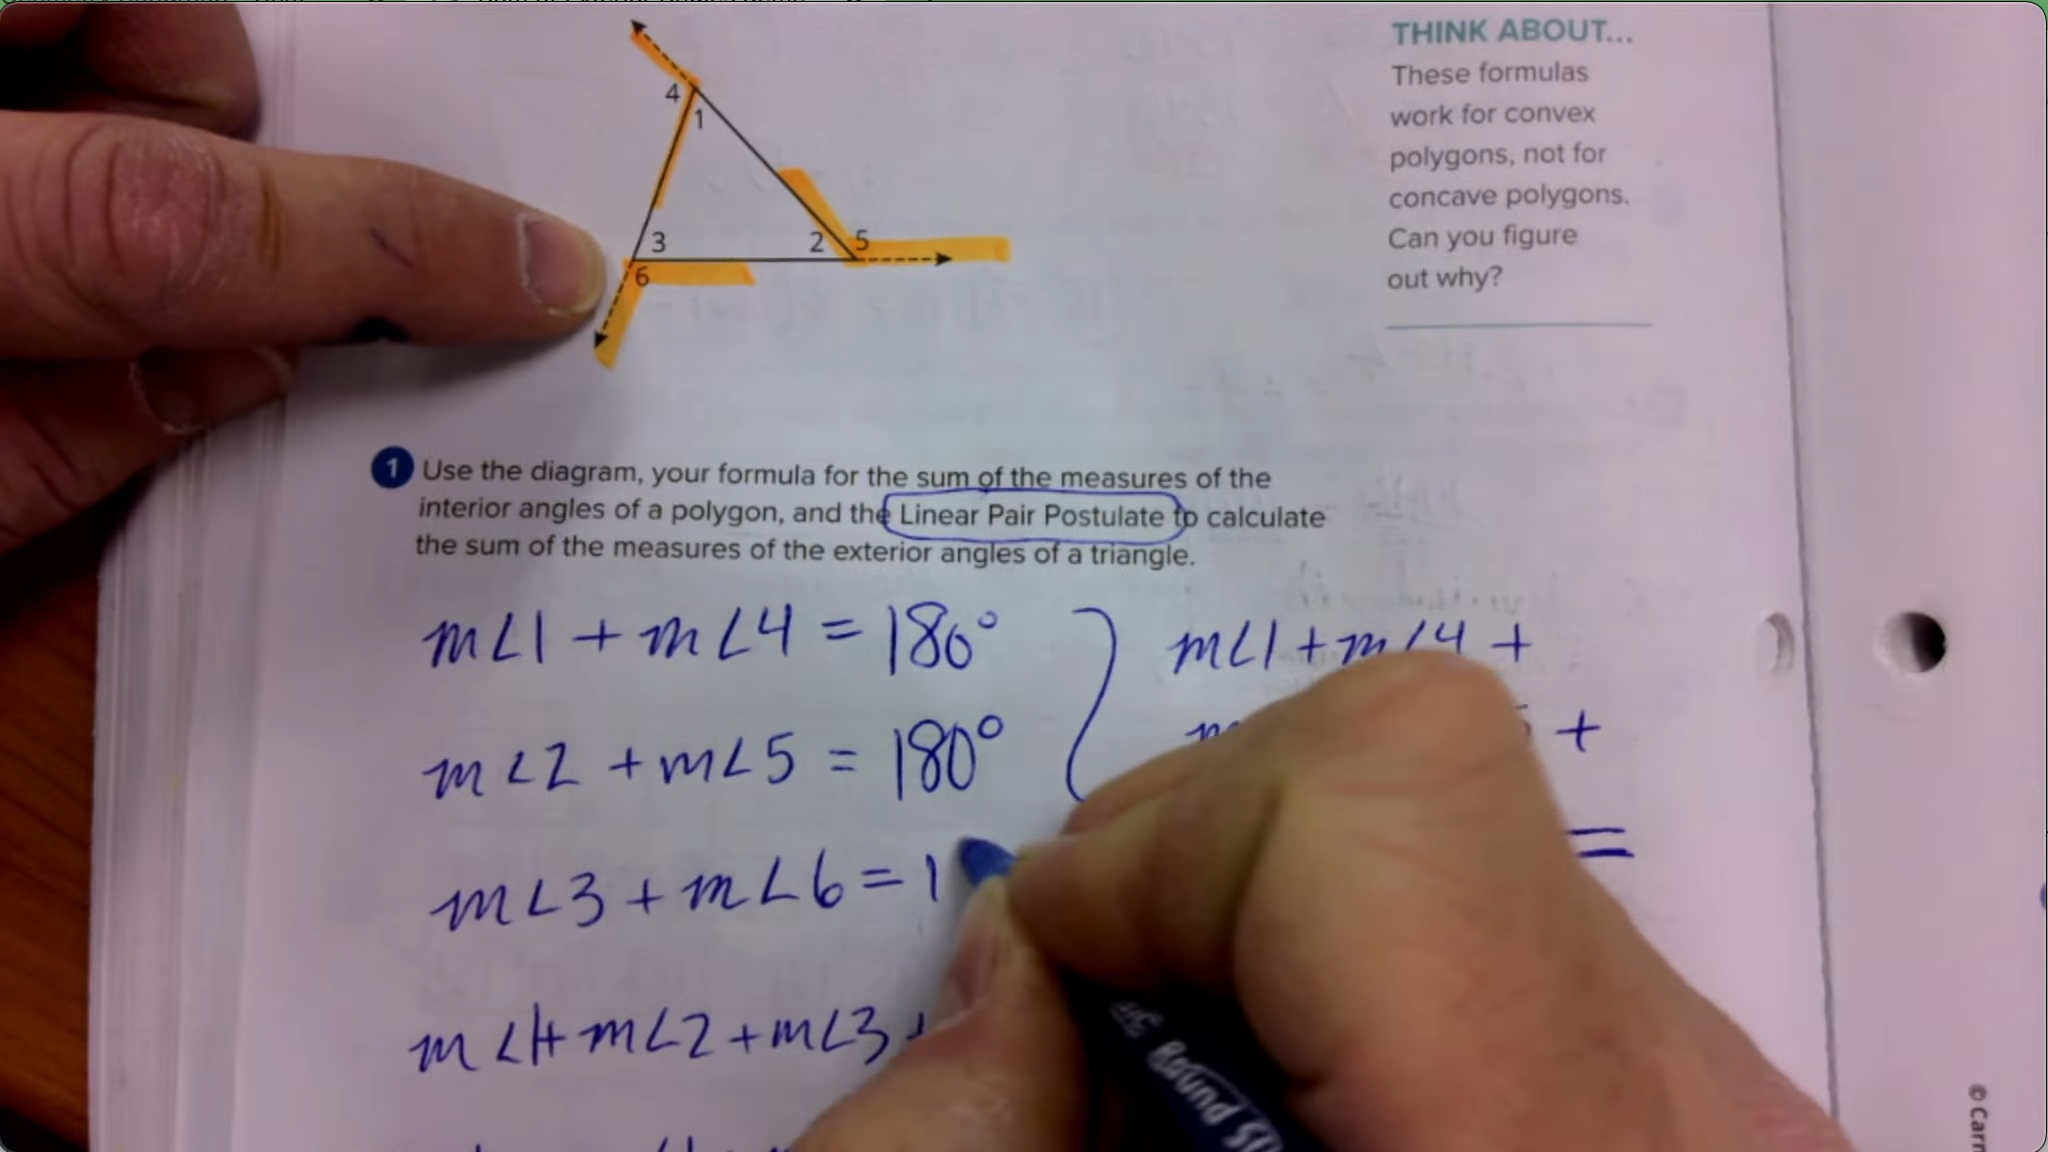 THINK ABOUT...
These formulas
work for convex
polygons, not for
concave polygons.
Can you figure
out why?
4
1
3
2
5
6
1 Use the diagram, your formula for the sum of the measures of the
interior angles of a polygon, and the Linear Pair Postulate to calculate
the sum of the measures of the exterior angles of a triangle.
m∠1 + m∠4 = 180°
m∠1 + m∠4 +
m∠2 + m∠5 = 180°
+
m∠3 + m∠6 = 1
=
m∠1 + m∠2 + m∠3 +
Round St
© Carn